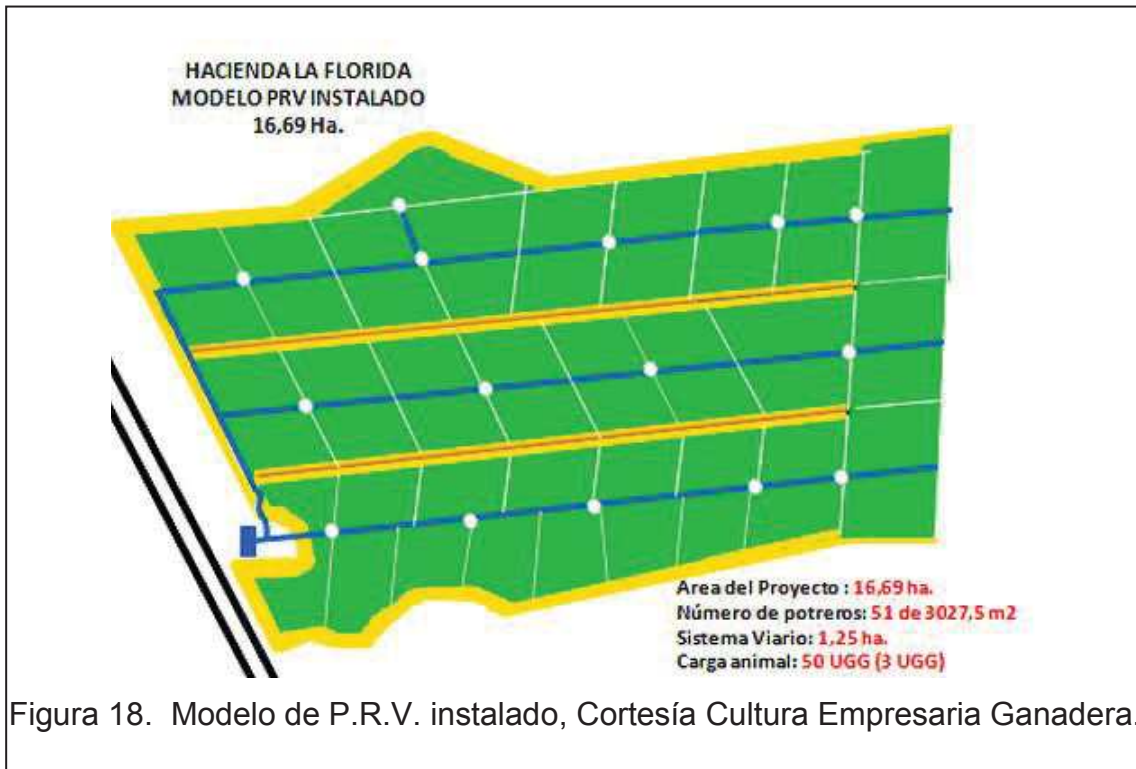 HACIENDA LA FLORIDA
MODELO PRV INSTALADO
16,69 Ha.
Area del Proyecto : 16,69 ha.
Número de potreros: 51 de 3027,5 m2
Sistema Viario: 1,25 ha.
Carga animal: 50 UGG (3 UGG)
Figura 18. Modelo de P.R.V. instalado, Cortesía Cultura Empresaria Ganadera.